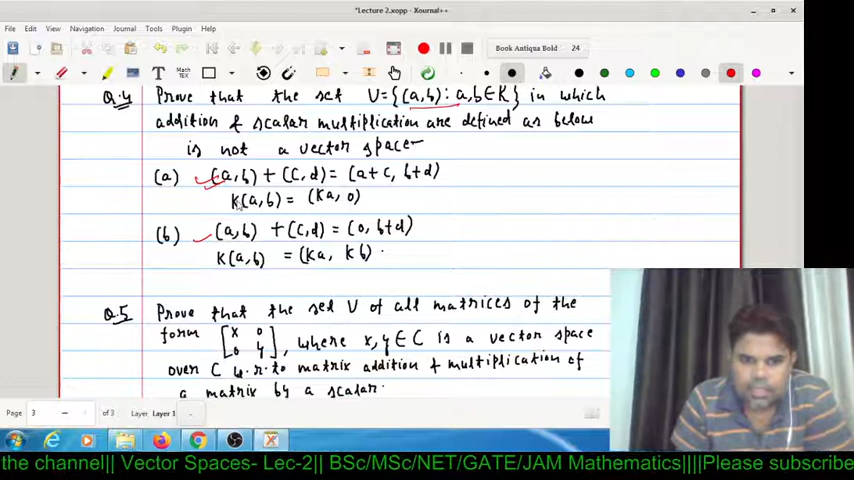 *Lecture 2.xopp - Xournal++
File Edit View Navigation Journal Tools Plugin Help
Book Antiqua Bold 24
Q.4 Prove that the set V={(a,b): a,b∈K} in which
addition & scalar multiplication are defined as below
is not a vector space
(a) (a,b) + (c,d) = (a+c, b+d)
K(a,b) = (Ka, 0)
(b) (a,b) + (c,d) = (0, b+d)
K(a,b) = (Ka, Kb).
Q.5 Prove that the set V of all matrices of the
form [x 0
0 y], where x,y ∈ C is a vector space
over C w.r.to matrix addition & multiplication of
a matrix by a scalar.
Page 3 of 3 Layer Layer 1
the channel|| Vector Spaces- Lec-2|| BSc/MSc/NET/GATE/JAM Mathematics||||Please subscribe